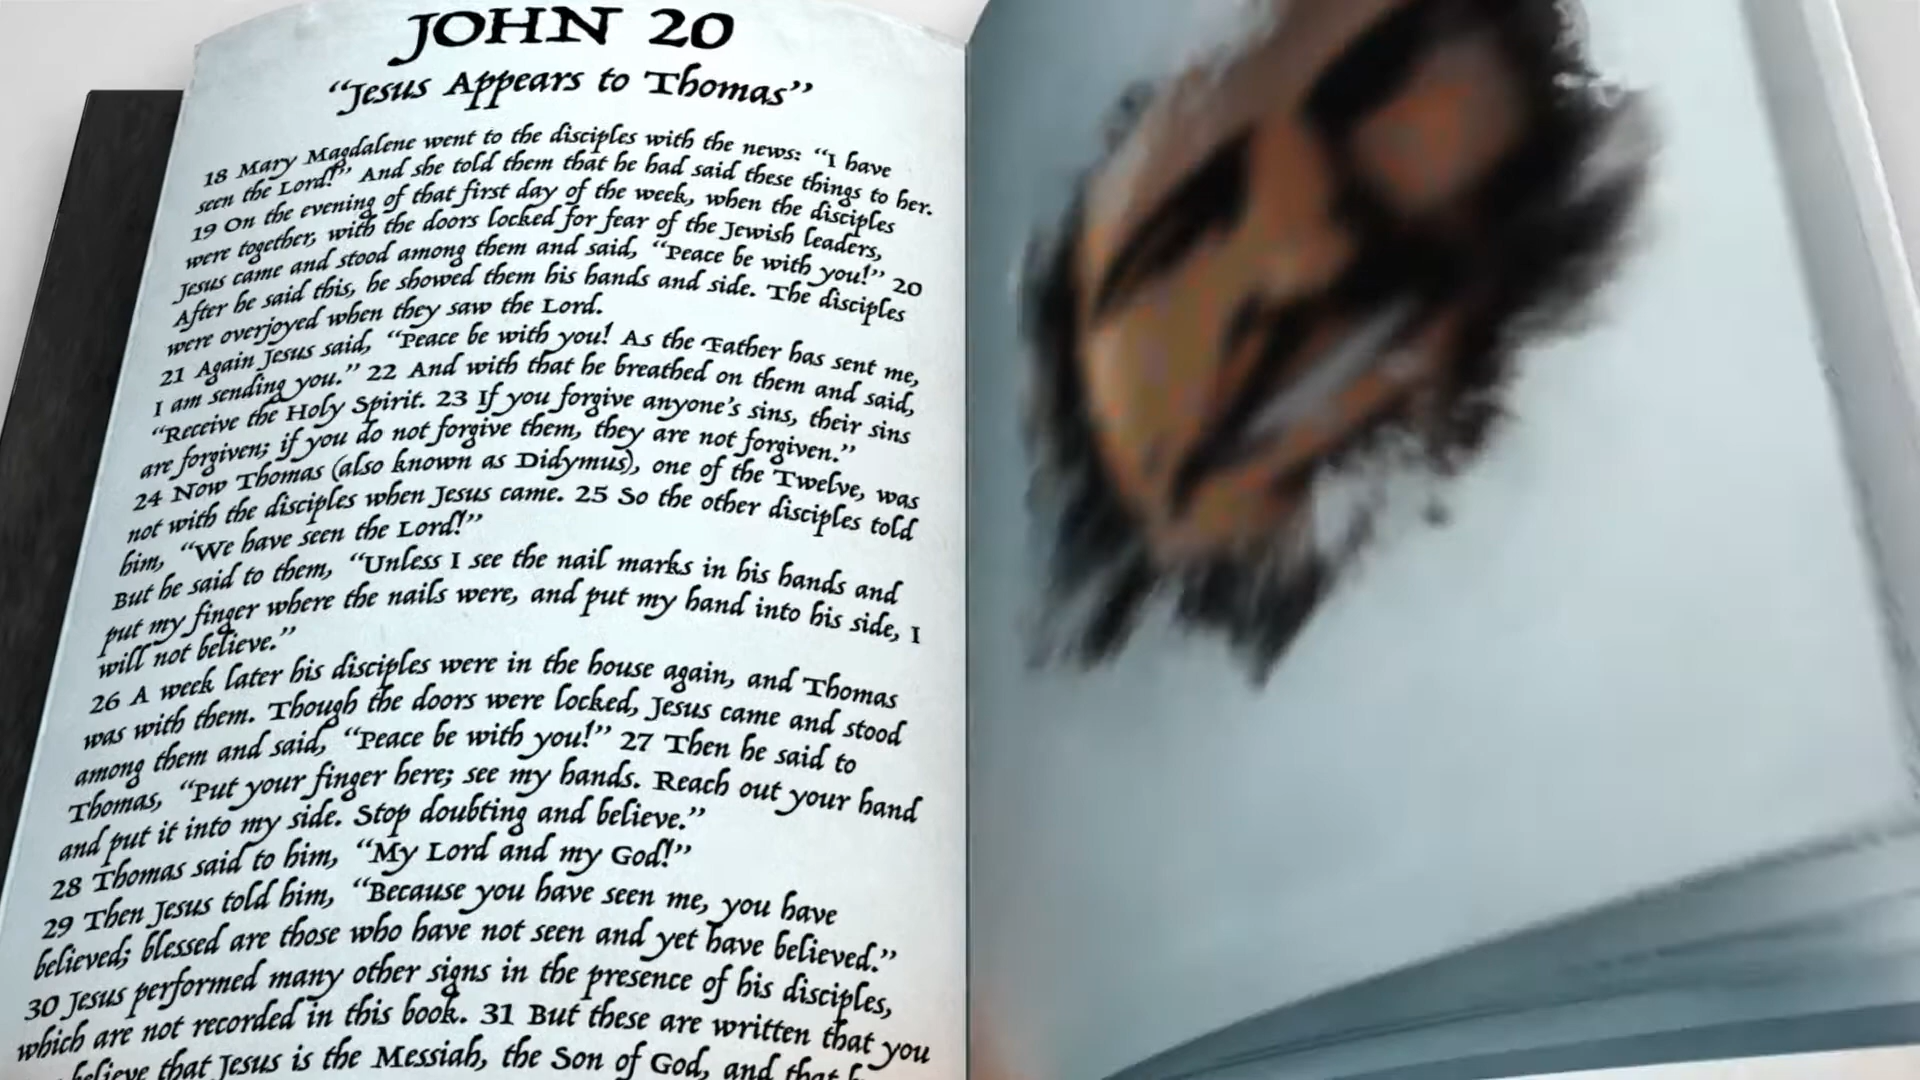 JOHN 20
“Jesus Appears to Thomas”
18 Mary Magdalene went to the disciples with the news: “I have
seen the Lord!” And she told them that he had said these things to her.
19 On the evening of that first day of the week, when the disciples
were together, with the doors locked for fear of the Jewish leaders,
Jesus came and stood among them and said, “Peace be with you!” 20
After he said this, he showed them his hands and side. The disciples
were overjoyed when they saw the Lord.
21 Again Jesus said, “Peace be with you! As the Father has sent me,
I am sending you.” 22 And with that he breathed on them and said,
“Receive the Holy Spirit. 23 If you forgive anyone’s sins, their sins
are forgiven; if you do not forgive them, they are not forgiven.”
24 Now Thomas (also known as Didymus), one of the Twelve, was
not with the disciples when Jesus came. 25 So the other disciples told
him, “We have seen the Lord!”
But he said to them, “Unless I see the nail marks in his hands and
put my finger where the nails were, and put my hand into his side, I
will not believe.”
26 A week later his disciples were in the house again, and Thomas
was with them. Though the doors were locked, Jesus came and stood
among them and said, “Peace be with you!” 27 Then he said to
Thomas, “Put your finger here; see my hands. Reach out your hand
and put it into my side. Stop doubting and believe.”
28 Thomas said to him, “My Lord and my God!”
29 Then Jesus told him, “Because you have seen me, you have
believed; blessed are those who have not seen and yet have believed.”
30 Jesus performed many other signs in the presence of his disciples,
which are not recorded in this book. 31 But these are written that you
believe that Jesus is the Messiah, the Son of God, and that